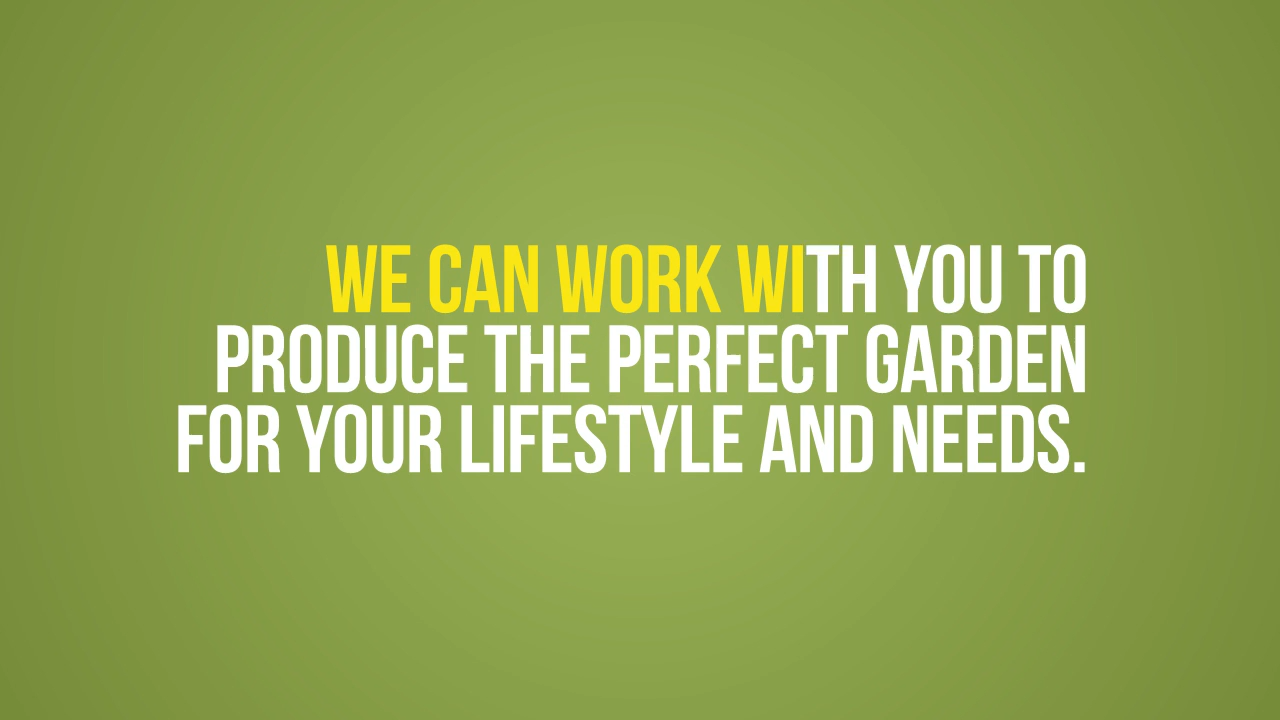 WE CAN WORK WITH YOU TO
PRODUCE THE PERFECT GARDEN
FOR YOUR LIFESTYLE AND NEEDS.